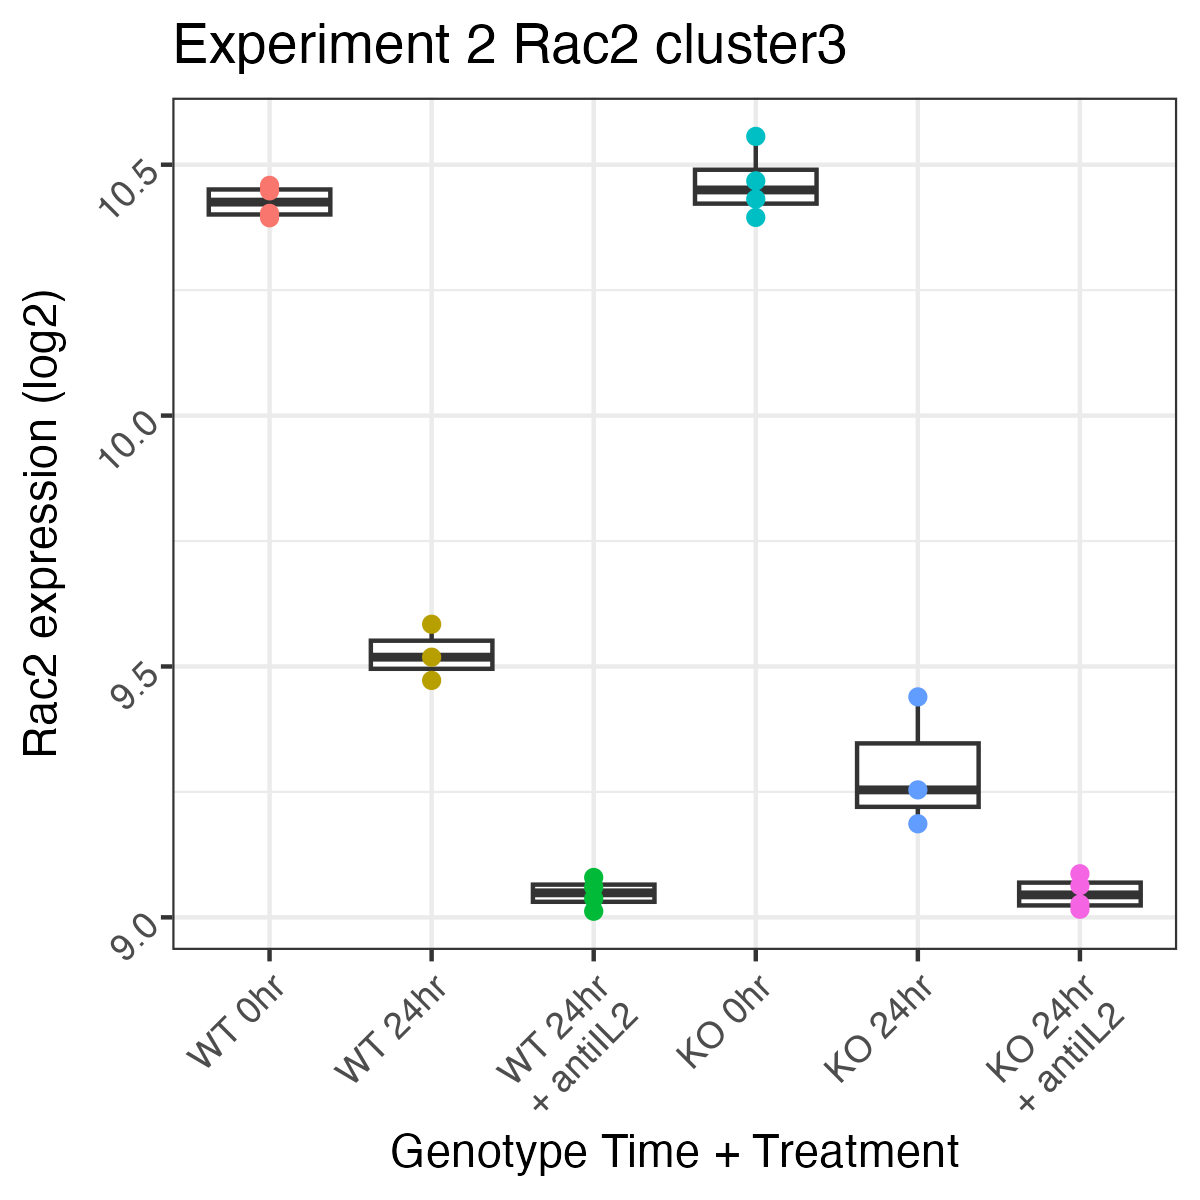 Experiment 2 Rac2 cluster3
Rac2 expression (log2)
10.5
10.0
9.5
9.0
WT 0hr
WT 24hr
WT 24hr
+ antiIL2
KO 0hr
KO 24hr
KO 24hr
+ antiIL2
Genotype Time + Treatment